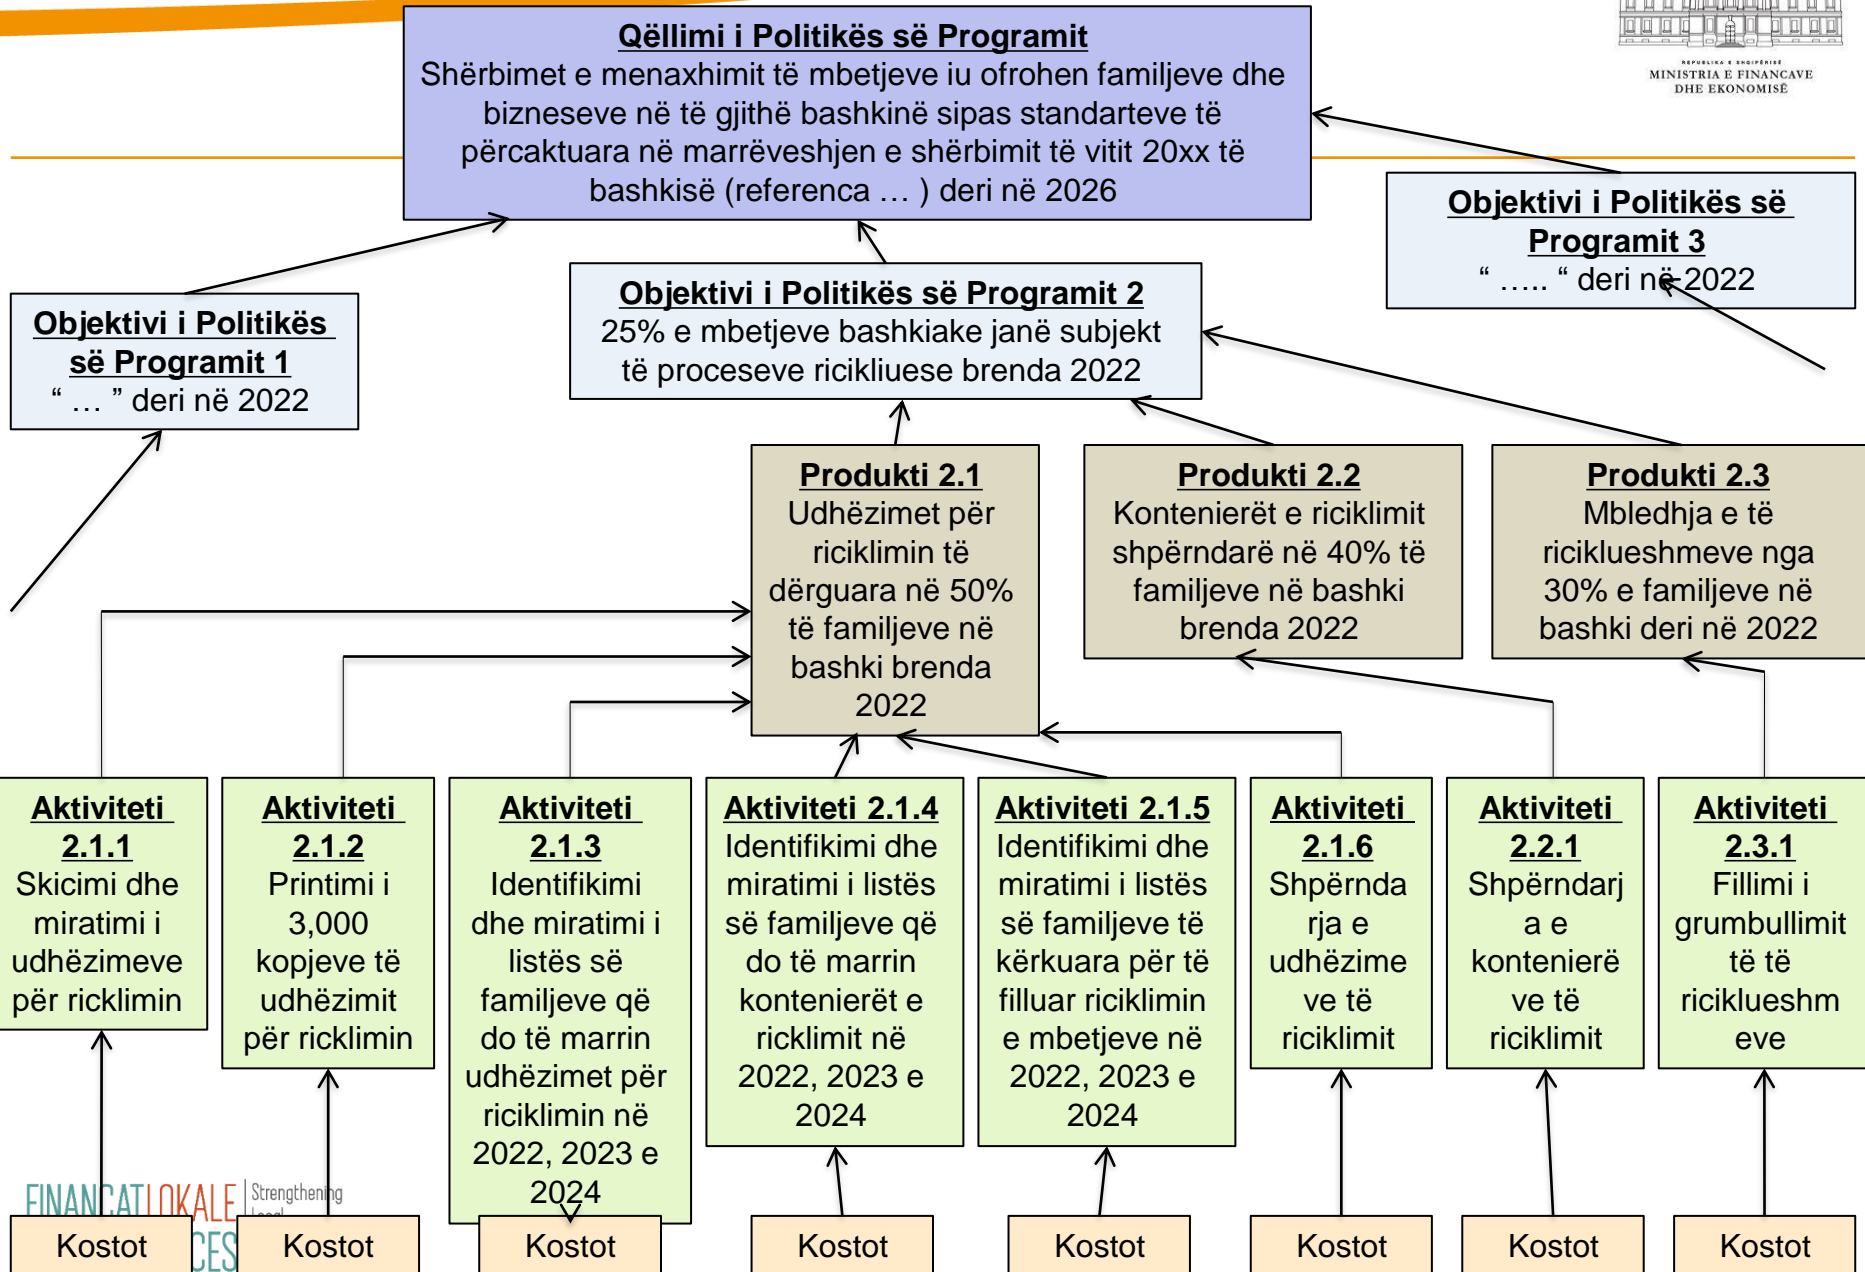 Qëllimi i Politikës së Programit
Shërbimet e menaxhimit të mbetjeve iu ofrohen familjeve dhe
bizneseve në të gjithë bashkinë sipas standarteve të
përcaktuara në marrëveshjen e shërbimit të vitit 20xx të
bashkisë (referenca … ) deri në 2026
REPUBLIKA E SHQIPËRISË
MINISTRIA E FINANCAVE
DHE EKONOMISË
Objektivi i Politikës
së Programit 1
“ … ” deri në 2022
Objektivi i Politikës së Programit 2
25% e mbetjeve bashkiake janë subjekt
të proceseve ricikliuese brenda 2022
Objektivi i Politikës së
Programit 3
“ ….. “ deri në 2022
Produkti 2.1
Udhëzimet për
riciklimin të
dërguara në 50%
të familjeve në
bashki brenda
2022
Produkti 2.2
Kontenierët e riciklimit
shpërndarë në 40% të
familjeve në bashki
brenda 2022
Produkti 2.3
Mbledhja e të
riciklueshmeve nga
30% e familjeve në
bashki deri në 2022
Aktiviteti
2.1.1
Skicimi dhe
miratimi i
udhëzimeve
për ricklimin
Aktiviteti
2.1.2
Printimi i
3,000
kopjeve të
udhëzimit
për ricklimin
Aktiviteti
2.1.3
Identifikimi
dhe miratimi i
listës së
familjeve që
do të marrin
udhëzimet për
riciklimin në
2022, 2023 e
2024
Aktiviteti 2.1.4
Identifikimi dhe
miratimi i listës
së familjeve që
do të marrin
kontenierët e
ricklimit në
2022, 2023 e
2024
Aktiviteti 2.1.5
Identifikimi dhe
miratimi i listës
së familjeve të
kërkuara për të
filluar riciklimin
e mbetjeve në
2022, 2023 e
2024
Aktiviteti
2.1.6
Shpërnda
rja e
udhëzime
ve të
riciklimit
Aktiviteti
2.2.1
Shpërndarj
a e
kontenierë
ve të
riciklimit
Aktiviteti
2.3.1
Fillimi i
grumbullimit
të të
riciklueshm
eve
FINANCAT LOKALE
Strengthening
Kostot
Kostot
Kostot
Kostot
Kostot
Kostot
Kostot
Kostot